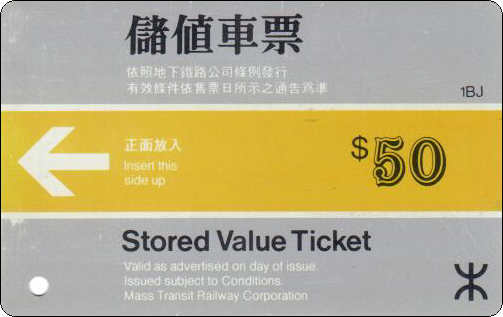 儲值車票
依照地下鐵路公司條例發行
有效條件依售票日所示之通告爲準
1BJ
正面放入
Insert this
side up
$50
Stored Value Ticket
Valid as advertised on day of issue.
Issued subject to Conditions.
Mass Transit Railway Corporation